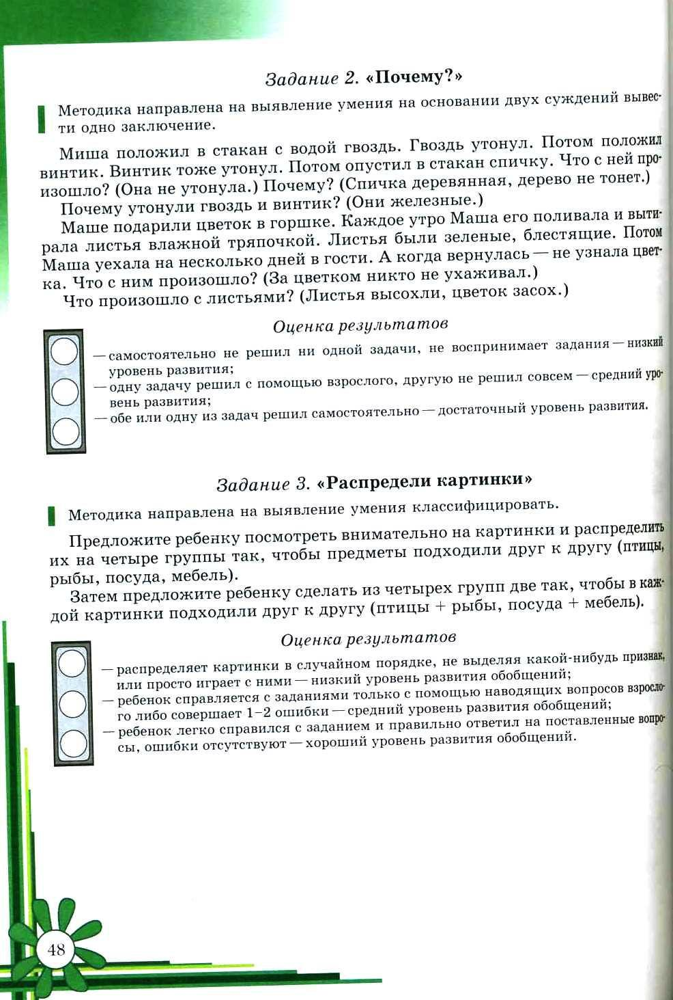 Задание 2. «Почему?»
Методика направлена на выявление умения на основании двух суждений вывес-
ти одно заключение.
Миша положил в стакан с водой гвоздь. Гвоздь утонул. Потом положил
винтик. Винтик тоже утонул. Потом опустил в стакан спичку. Что с ней про-
изошло? (Она не утонула.) Почему? (Спичка деревянная, дерево не тонет.)
Почему утонули гвоздь и винтик? (Они железные.)
Маше подарили цветок в горшке. Каждое утро Маша его поливала и выти-
рала листья влажной тряпочкой. Листья были зеленые, блестящие. Потом
Маша уехала на несколько дней в гости. А когда вернулась — не узнала цвет-
ка. Что с ним произошло? (За цветком никто не ухаживал.)
Что произошло с листьями? (Листья высохли, цветок засох.)
Оценка результатов
— самостоятельно не решил ни одной задачи, не воспринимает задания — низкий
уровень развития;
— одну задачу решил с помощью взрослого, другую не решил совсем — средний уро-
вень развития;
— обе или одну из задач решил самостоятельно — достаточный уровень развития.
Задание 3. «Распредели картинки»
Методика направлена на выявление умения классифицировать.
Предложите ребенку посмотреть внимательно на картинки и распределить
их на четыре группы так, чтобы предметы подходили друг к другу (птицы,
рыбы, посуда, мебель).
Затем предложите ребенку сделать из четырех групп две так, чтобы в каж-
дой картинки подходили друг к другу (птицы + рыбы, посуда + мебель).
Оценка результатов
— распределяет картинки в случайном порядке, не выделяя какой-нибудь признак,
или просто играет с ними — низкий уровень развития обобщений;
— ребенок справляется с заданиями только с помощью наводящих вопросов взросло-
го либо совершает 1–2 ошибки — средний уровень развития обобщений;
— ребенок легко справился с заданием и правильно ответил на поставленные вопро-
сы, ошибки отсутствуют — хороший уровень развития обобщений.
48